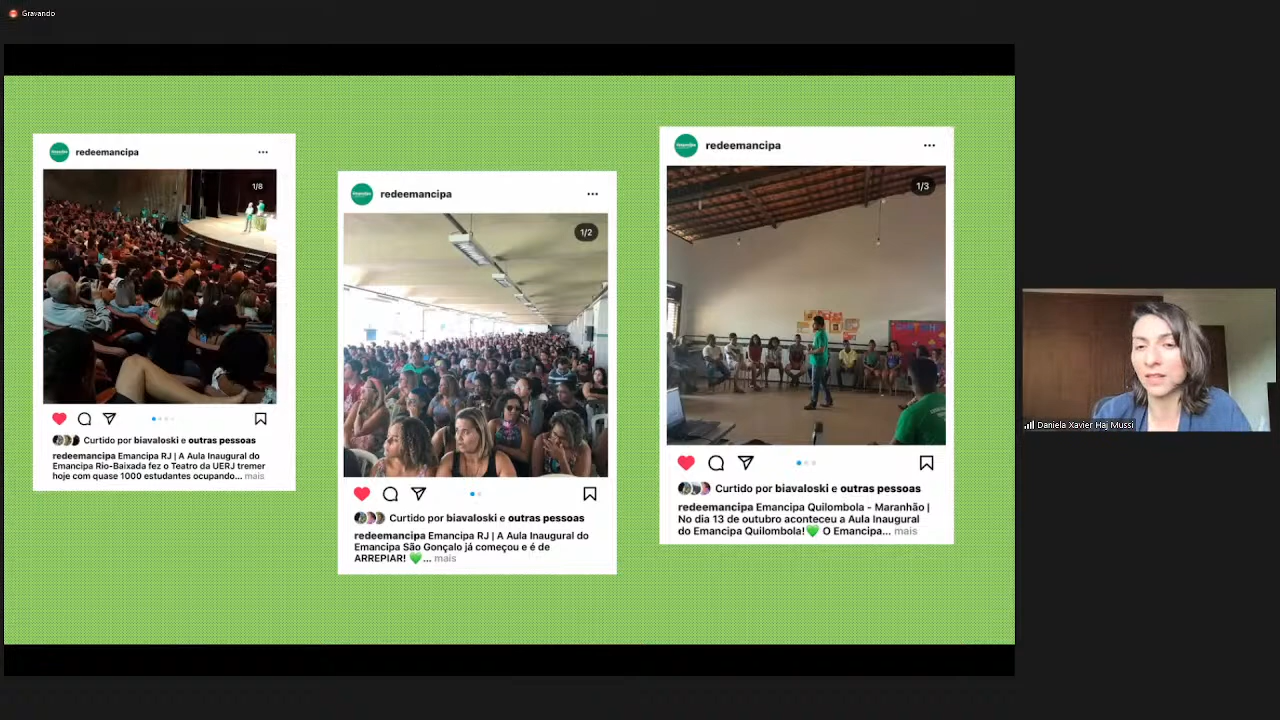 Gravando
redeemancipa
1/8
Curtido por biavaloski e outras pessoas
redeemancipa Emancipa RJ | A Aula Inaugural do
Emancipa Rio-Baixada fez o Teatro da UERJ tremer
hoje com quase 1000 estudantes ocupando... mais
redeemancipa
1/2
Curtido por biavaloski e outras pessoas
redeemancipa Emancipa RJ | A Aula Inaugural do
Emancipa São Gonçalo já começou e é de
ARREPIAR! 💚... mais
redeemancipa
1/3
Curtido por biavaloski e outras pessoas
redeemancipa Emancipa Quilombola - Maranhão |
No dia 13 de outubro aconteceu a Aula Inaugural
do Emancipa Quilombola!💚 O Emancipa... mais
Daniela Xavier Haj Mussi